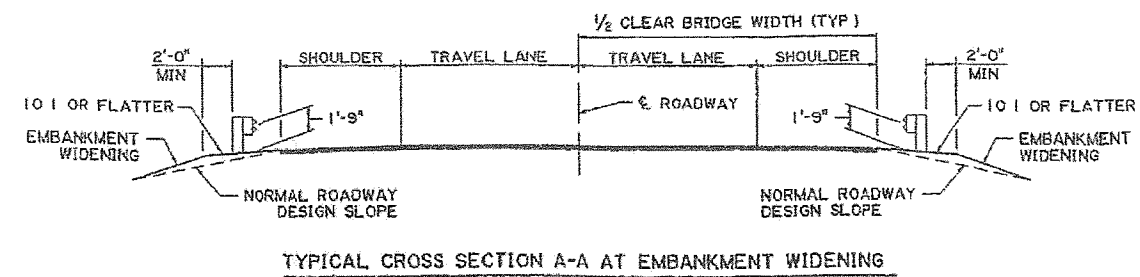 ½ CLEAR BRIDGE WIDTH (TYP )
2'-0"
MIN
SHOULDER
TRAVEL LANE
TRAVEL LANE
SHOULDER
2'-0"
MIN
10 1 OR FLATTER
EMBANKMENT
WIDENING
1'-9"
℄ ROADWAY
1'-9"
10 1 OR FLATTER
EMBANKMENT
WIDENING
NORMAL ROADWAY
DESIGN SLOPE
NORMAL ROADWAY
DESIGN SLOPE
TYPICAL CROSS SECTION A-A AT EMBANKMENT WIDENING